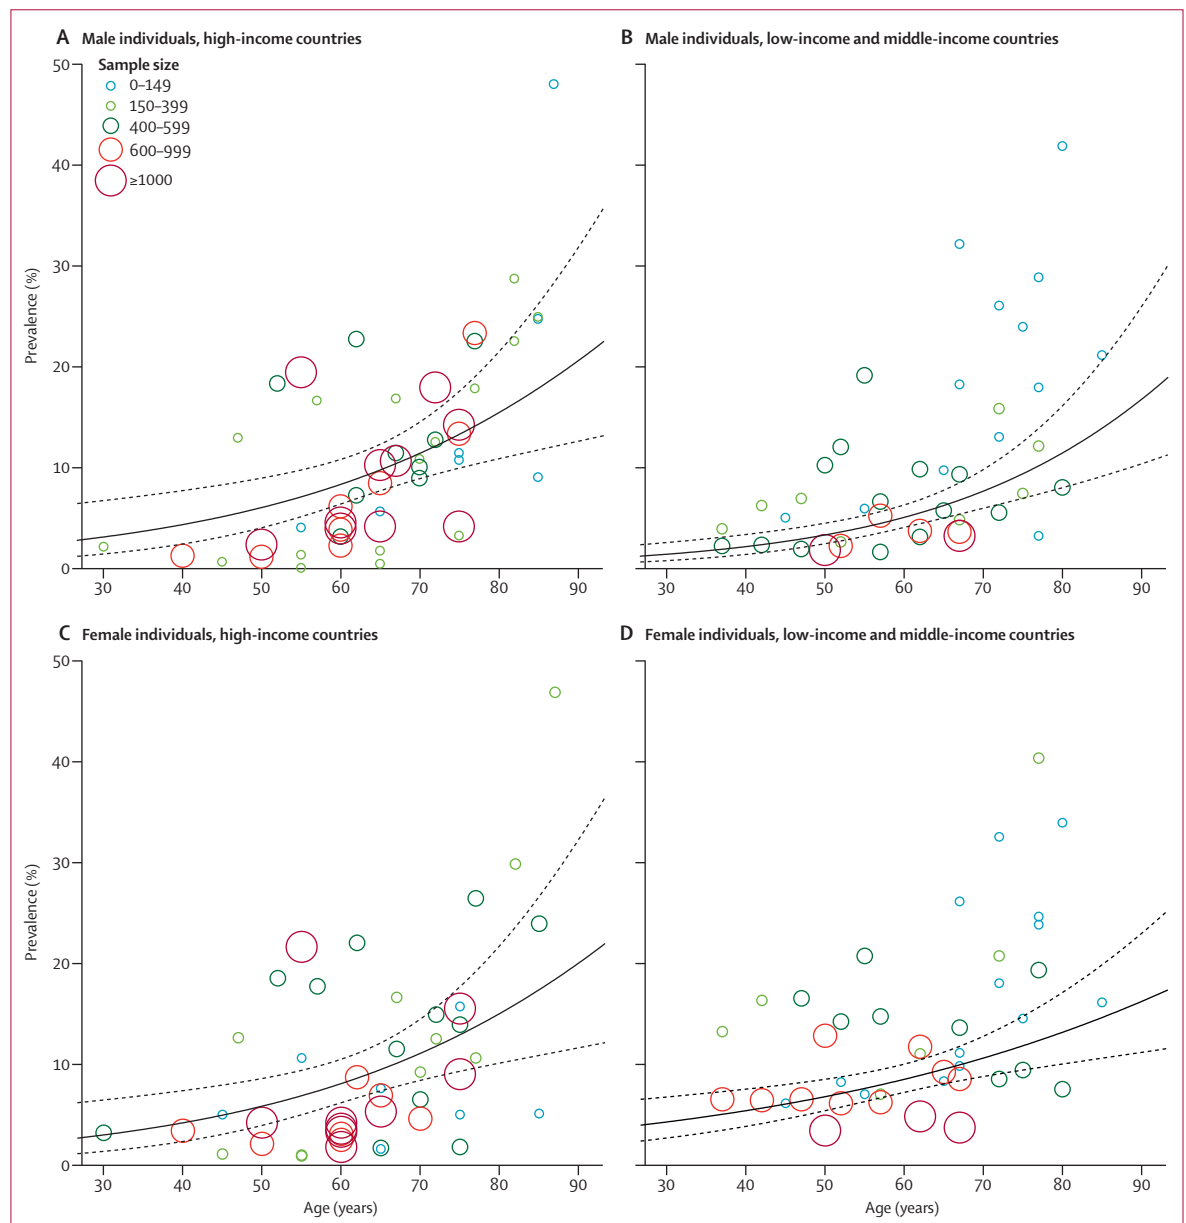 A Male individuals, high-income countries
B Male individuals, low-income and middle-income countries
Sample size
0–149
150–399
400–599
600–999
≥1000
50
40
30
20
10
0
Prevalence (%)
30 40 50 60 70 80 90
30 40 50 60 70 80 90
C Female individuals, high-income countries
D Female individuals, low-income and middle-income countries
50
40
30
20
10
0
Prevalence (%)
30 40 50 60 70 80 90
30 40 50 60 70 80 90
Age (years)
Age (years)